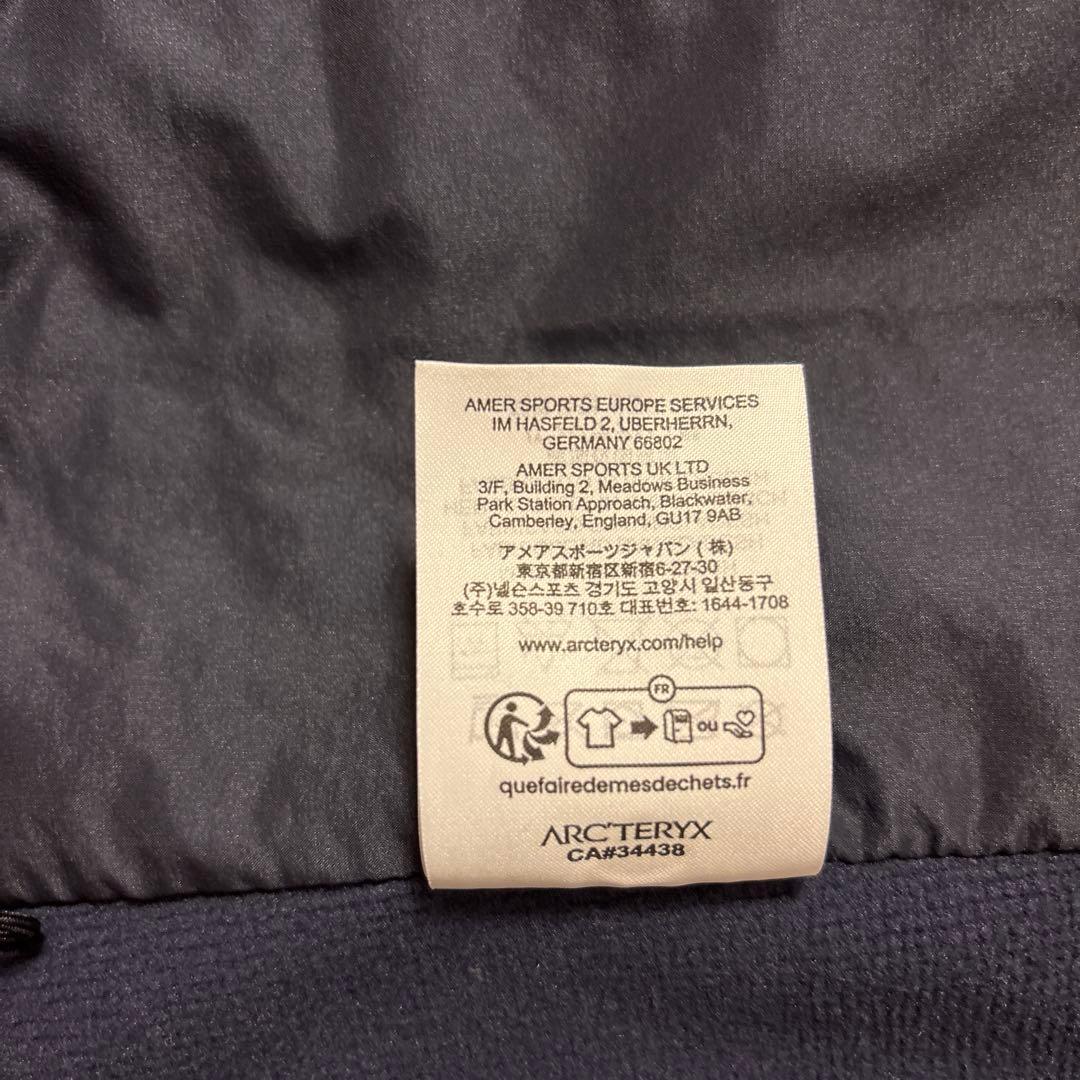 AMER SPORTS EUROPE SERVICES
IM HASFELD 2, UBERHERRN,
GERMANY 66802
AMER SPORTS UK LTD
3/F, Building 2, Meadows Business
Park Station Approach, Blackwater,
Camberley, England, GU17 9AB
アメアスポーツジャパン (株)
東京都新宿区新宿6-27-30
(주)넬슨스포츠 경기도 고양시 일산동구
호수로 358-39 710호 대표번호: 1644-1708
www.arcteryx.com/help
FR
ou
quefairedemesdechets.fr
ARC'TERYX
CA#34438